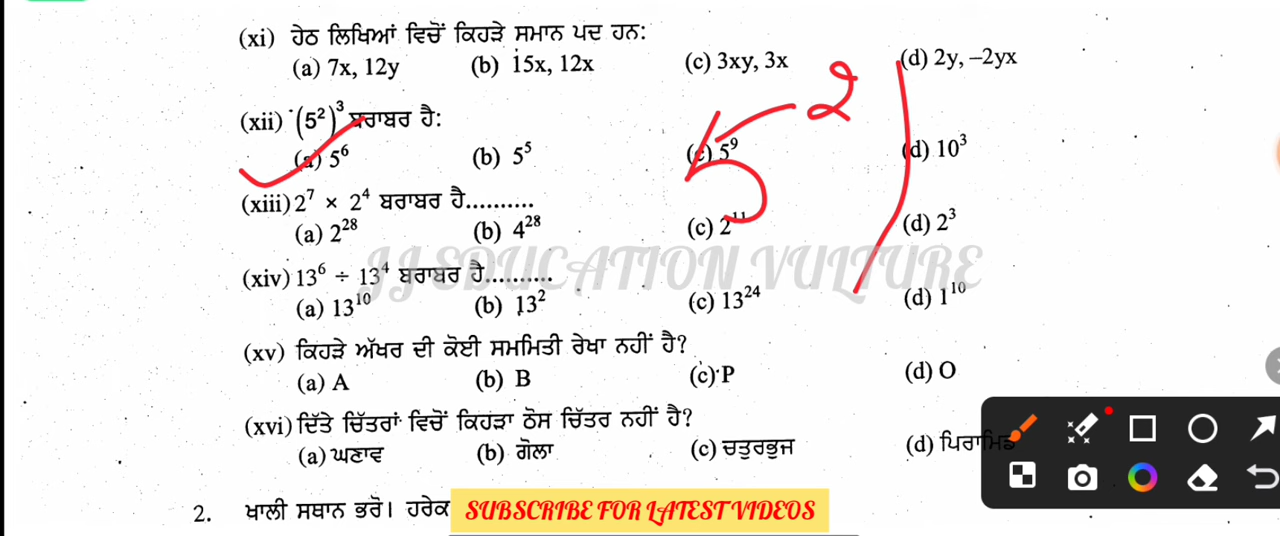 (xi) ਹੇਠ ਲਿਖਿਆਂ ਵਿਚੋਂ ਕਿਹੜੇ ਸਮਾਨ ਪਦ ਹਨ:
(a) 7x, 12y (b) 15x, 12x (c) 3xy, 3x (d) 2y, –2yx
(xii) (5²)³ ਬਰਾਬਰ ਹੈ:
(a) 5⁶ (b) 5⁵ (c) 5⁹ (d) 10³
5 2
(xiii) 2⁷ × 2⁴ ਬਰਾਬਰ ਹੈ..........
(a) 2²⁸ (b) 4²⁸ (c) 2¹¹ (d) 2³
JJ EDUCATION VULTURE
(xiv) 13⁶ ÷ 13⁴ ਬਰਾਬਰ ਹੈ..........
(a) 13¹⁰ (b) 13² (c) 13²⁴ (d) 1¹⁰
(xv) ਕਿਹੜੇ ਅੱਖਰ ਦੀ ਕੋਈ ਸਮਮਿਤੀ ਰੇਖਾ ਨਹੀਂ ਹੈ?
(a) A (b) B (c) P (d) O
(xvi) ਦਿੱਤੇ ਚਿੱਤਰਾਂ ਵਿਚੋਂ ਕਿਹੜਾ ਠੋਸ ਚਿੱਤਰ ਨਹੀਂ ਹੈ?
(a) ਘਣਾਵ (b) ਗੋਲਾ (c) ਚਤੁਰਭੁਜ (d) ਪਿਰਾਮਿਡ
2. ਖਾਲੀ ਸਥਾਨ ਭਰੋ। ਹਰੇਕ
SUBSCRIBE FOR LATEST VIDEOS